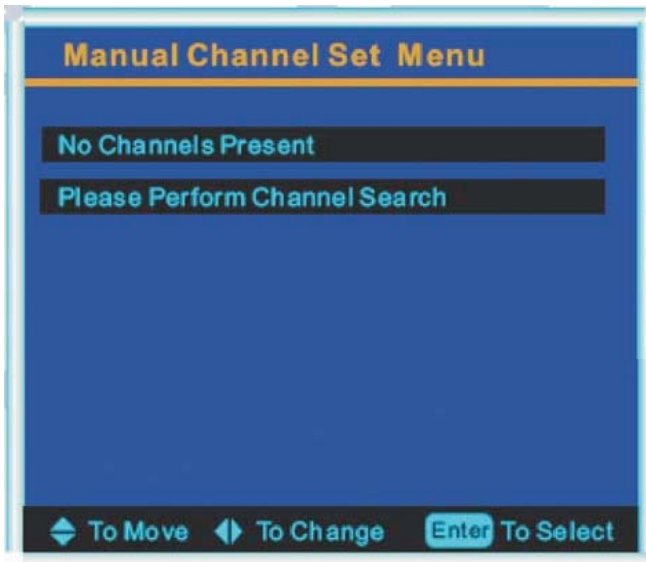 Manual Channel Set Menu
No Channels Present
Please Perform Channel Search
To Move To Change Enter To Select